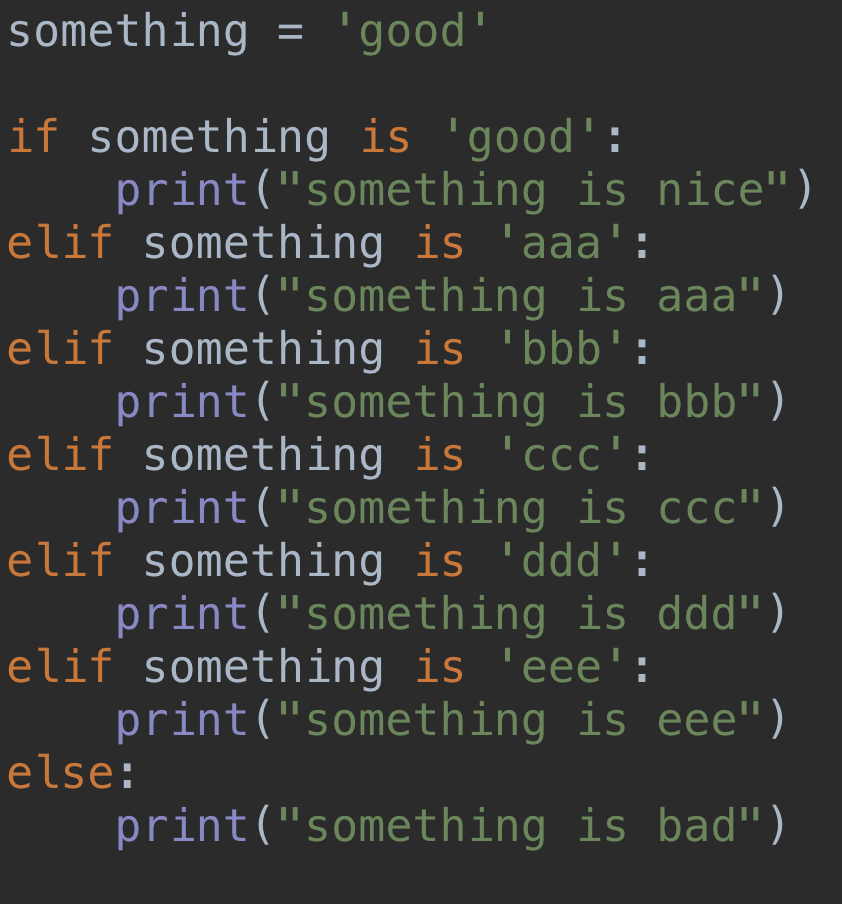 something = 'good'
if something is 'good':
    print("something is nice")
elif something is 'aaa':
    print("something is aaa")
elif something is 'bbb':
    print("something is bbb")
elif something is 'ccc':
    print("something is ccc")
elif something is 'ddd':
    print("something is ddd")
elif something is 'eee':
    print("something is eee")
else:
    print("something is bad")